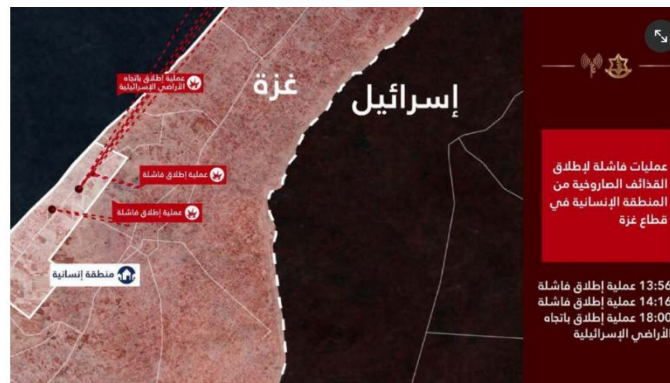 عملية إطلاق باتجاه
الأراضي الإسرائيلية
غزة
إسرائيل
عملية إطلاق فاشلة
عملية إطلاق فاشلة
منطقة إنسانية
عمليات فاشلة لإطلاق
القذائف الصاروخية من
المنطقة الإنسانية في
قطاع غزة
13:56 عملية إطلاق فاشلة
14:16 عملية إطلاق فاشلة
18:00 عملية إطلاق باتجاه
الأراضي الإسرائيلية